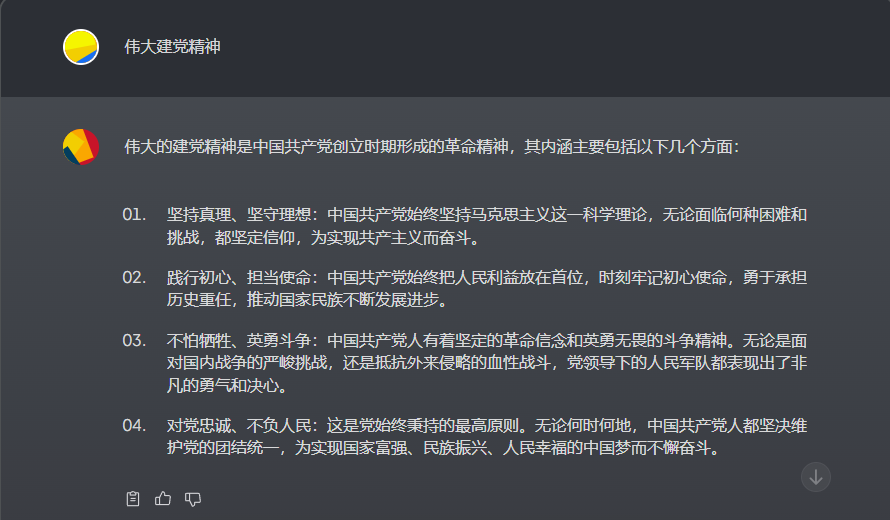 伟大建党精神
伟大的建党精神是中国共产党创立时期形成的革命精神，其内涵主要包括以下几个方面：
01. 坚持真理、坚守理想：中国共产党始终坚持马克思主义这一科学理论，无论面临何种困难和
挑战，都坚定信仰，为实现共产主义而奋斗。
02. 践行初心、担当使命：中国共产党始终把人民利益放在首位，时刻牢记初心使命，勇于承担
历史重任，推动国家民族不断发展进步。
03. 不怕牺牲、英勇斗争：中国共产党人有着坚定的革命信念和英勇无畏的斗争精神。无论是面
对国内战争的严峻挑战，还是抵抗外来侵略的血性战斗，党领导下的人民军队都表现出了非
凡的勇气和决心。
04. 对党忠诚、不负人民：这是党始终秉持的最高原则。无论何时何地，中国共产党人都坚决维
护党的团结统一，为实现国家富强、民族振兴、人民幸福的中国梦而不懈奋斗。